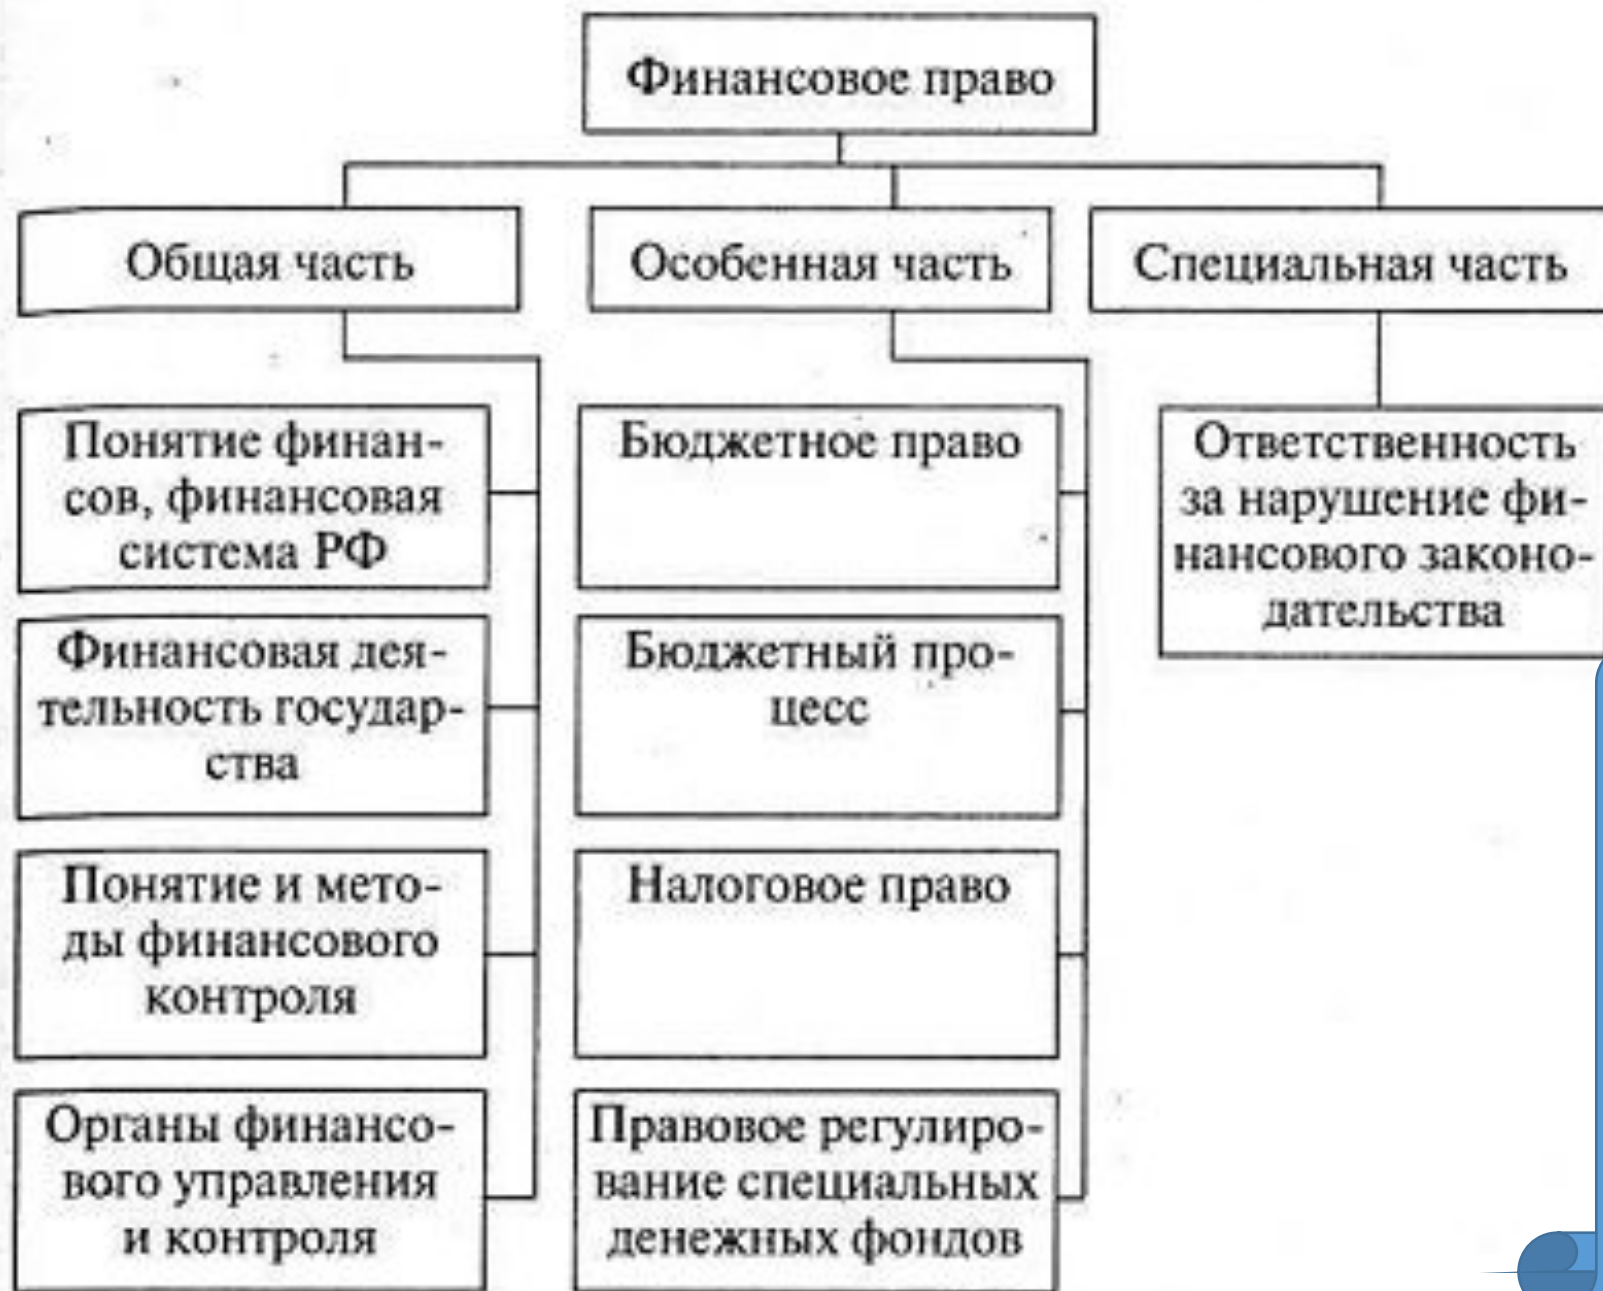 Финансовое право
Общая часть
Особенная часть
Специальная часть
Понятие финан-
сов, финансовая
система РФ
Финансовая дея-
тельность государ-
ства
Понятие и мето-
ды финансового
контроля
Органы финансо-
вого управления
и контроля
Бюджетное право
Бюджетный про-
цесс
Налоговое право
Правовое регулиро-
вание специальных
денежных фондов
Ответственность
за нарушение фи-
нансового законо-
дательства